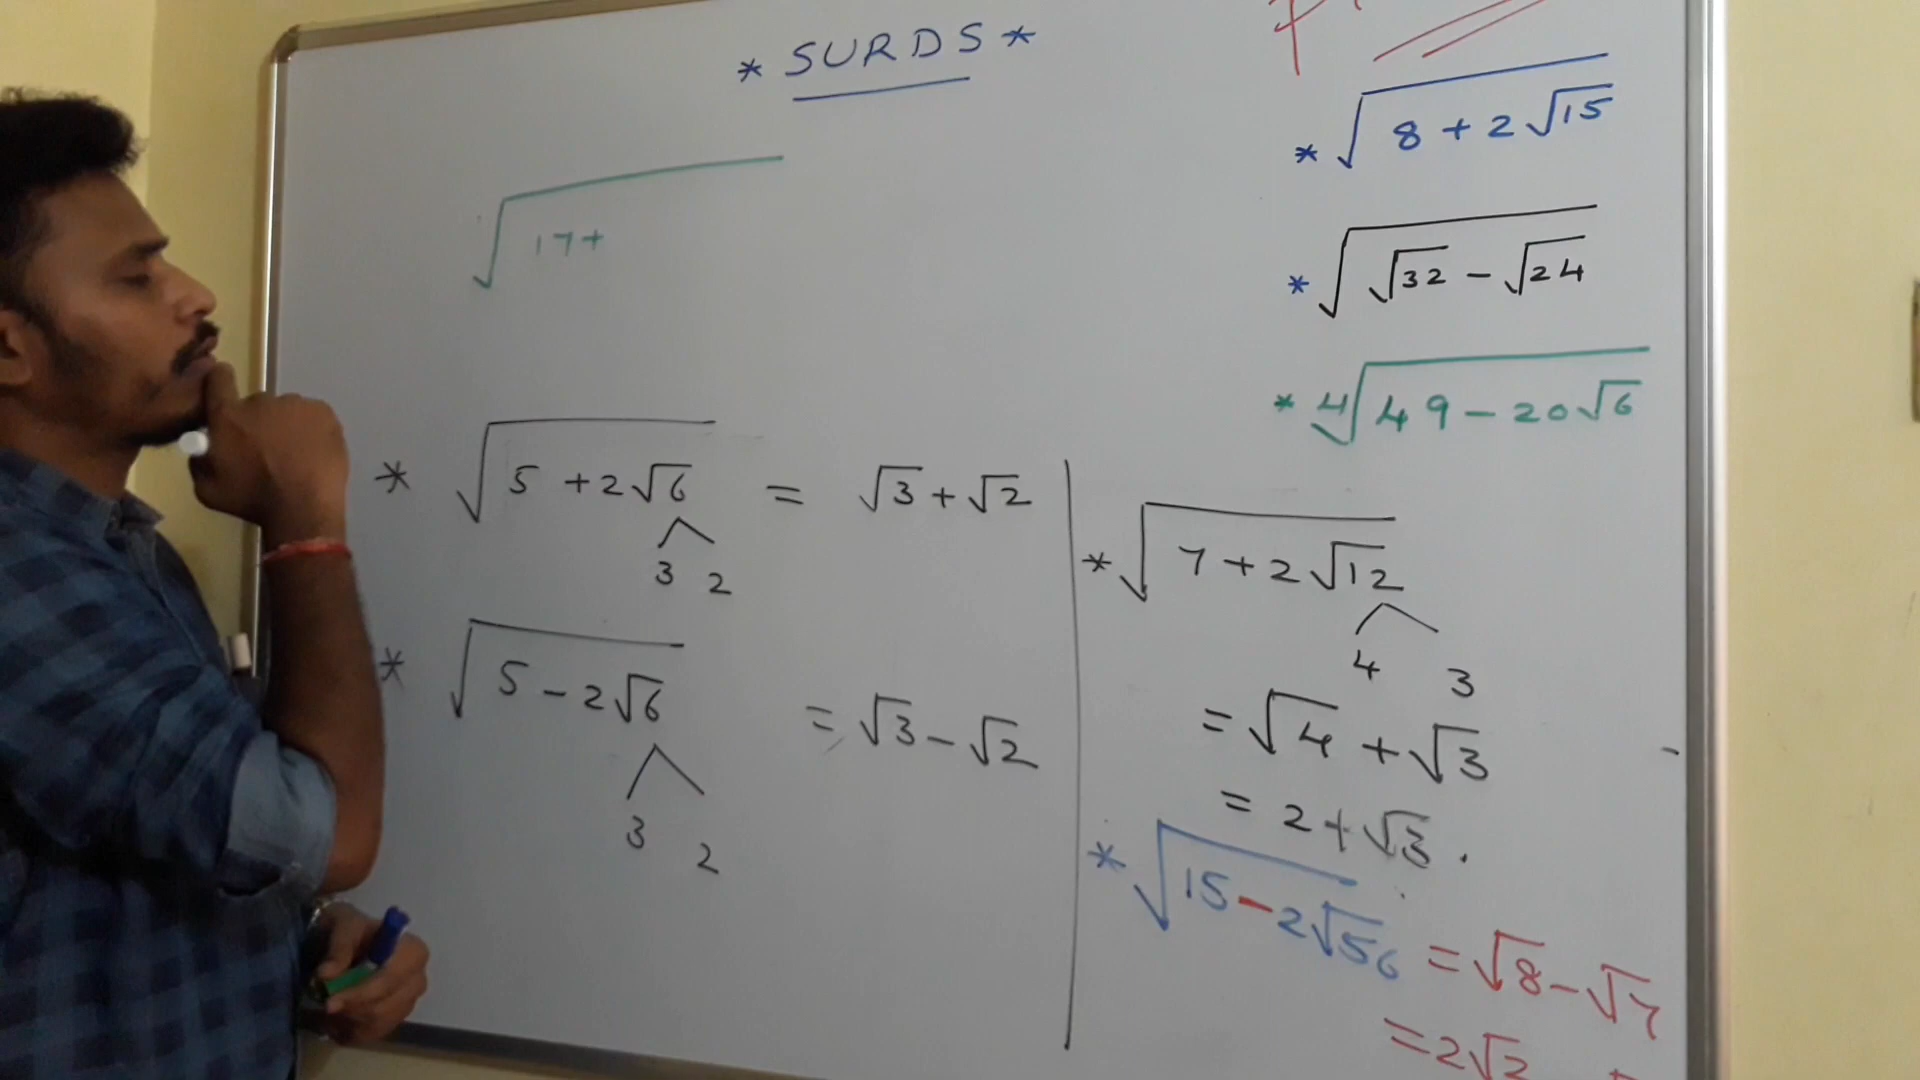 * SURDS *
√(17+
* √(5 + 2√6) = √3 + √2
3 2
* √(5 - 2√6) = √3 - √2
3 2
* √(8 + 2√15)
* √(√32 - √24)
* ∜(49 - 20√6)
* √(7 + 2√12)
4 3
= √4 + √3
= 2 + √3.
* √(15 - 2√56) = √8 - √7
= 2√2